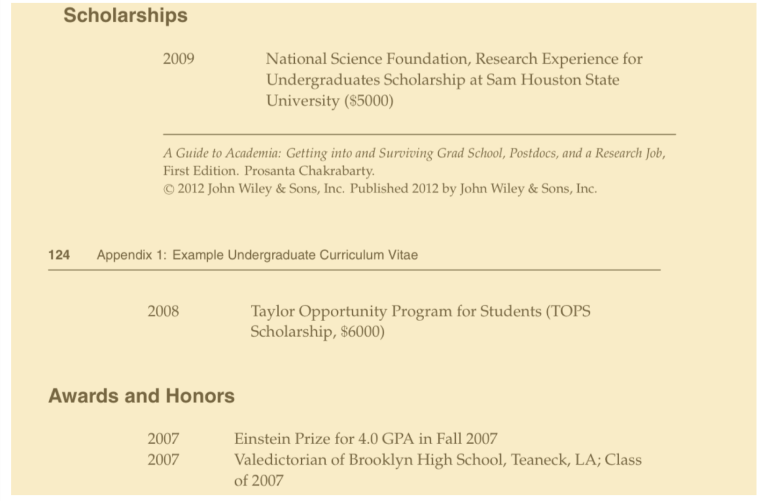 Scholarships
2009 National Science Foundation, Research Experience for
Undergraduates Scholarship at Sam Houston State
University ($5000)
A Guide to Academia: Getting into and Surviving Grad School, Postdocs, and a Research Job,
First Edition. Prosanta Chakrabarty.
© 2012 John Wiley & Sons, Inc. Published 2012 by John Wiley & Sons, Inc.
124 Appendix 1: Example Undergraduate Curriculum Vitae
2008 Taylor Opportunity Program for Students (TOPS
Scholarship, $6000)
Awards and Honors
2007 Einstein Prize for 4.0 GPA in Fall 2007
2007 Valedictorian of Brooklyn High School, Teaneck, LA; Class
of 2007